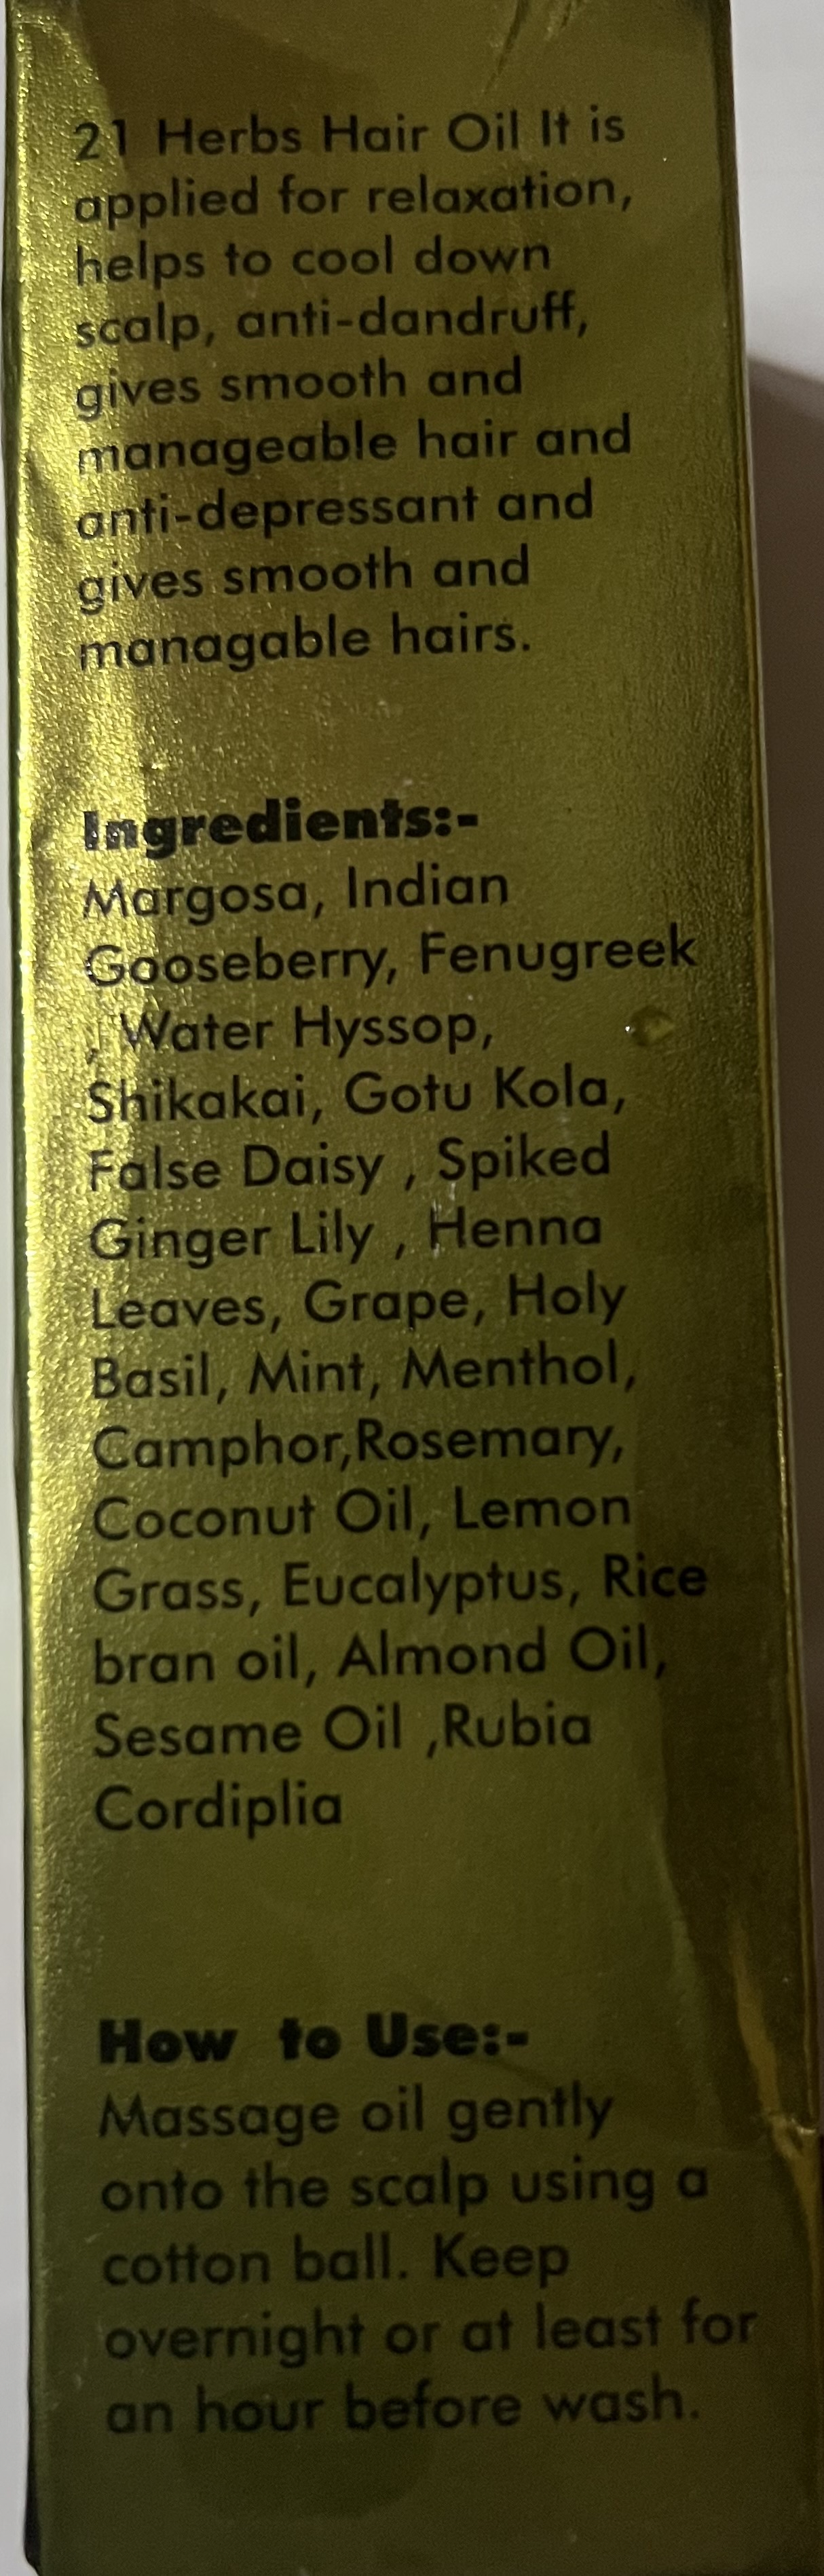 21 Herbs Hair Oil It is
applied for relaxation,
helps to cool down
scalp, anti-dandruff,
gives smooth and
manageable hair and
anti-depressant and
gives smooth and
managable hairs.
Ingredients:-
Margosa, Indian
Gooseberry, Fenugreek
, Water Hyssop,
Shikakai, Gotu Kola,
False Daisy , Spiked
Ginger Lily , Henna
Leaves, Grape, Holy
Basil, Mint, Menthol,
Camphor,Rosemary,
Coconut Oil, Lemon
Grass, Eucalyptus, Rice
bran oil, Almond Oil,
Sesame Oil ,Rubia
Cordiplia
How to Use:-
Massage oil gently
onto the scalp using a
cotton ball. Keep
overnight or at least for
an hour before wash.